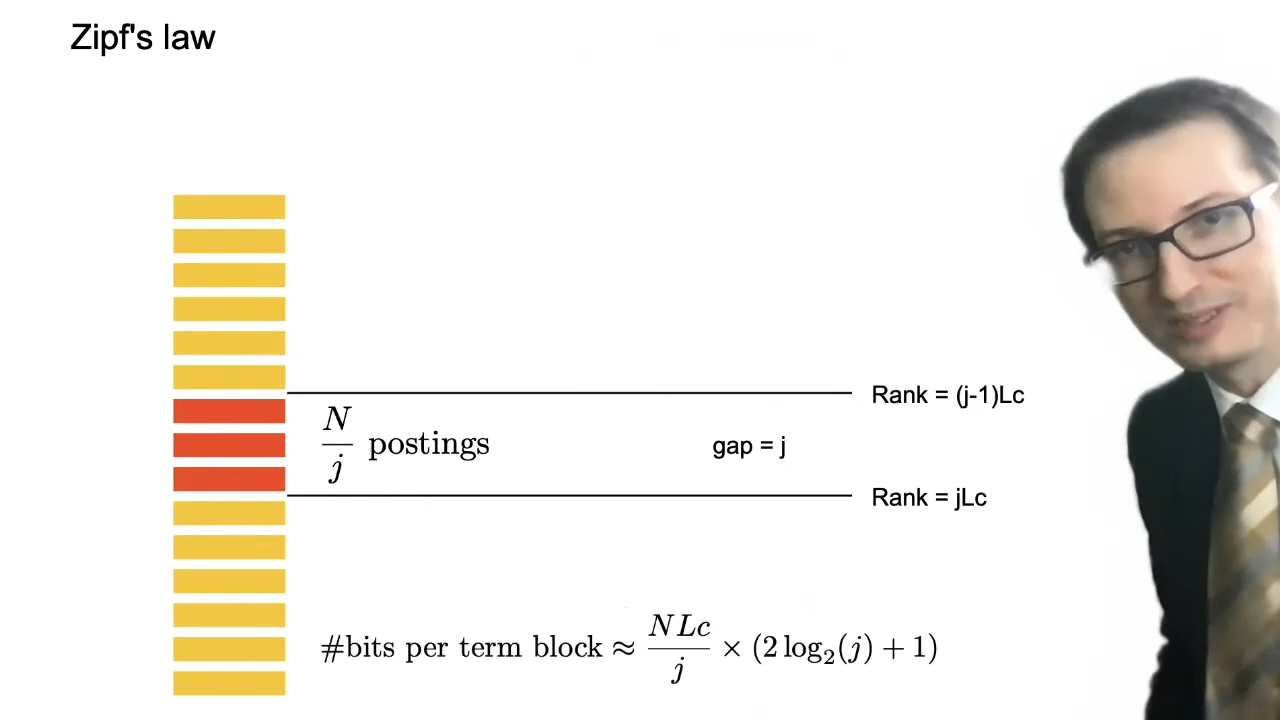 Zipf's law
Rank = (j-1)Lc
N/j postings
gap = j
Rank = jLc
#bits per term block ≈ NLc/j × (2 log₂(j) + 1)